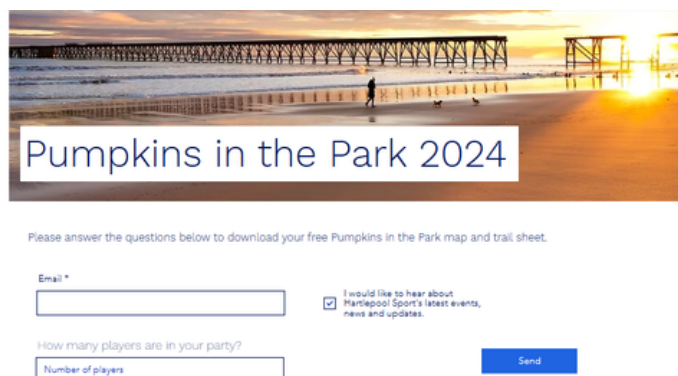 Pumpkins in the Park 2024
Please answer the questions below to download your free Pumpkins in the Park map and trail sheet.
Email *
I would like to hear about
Hartlepool Sport's latest events,
news and updates.
How many players are in your party?
Number of players
Send